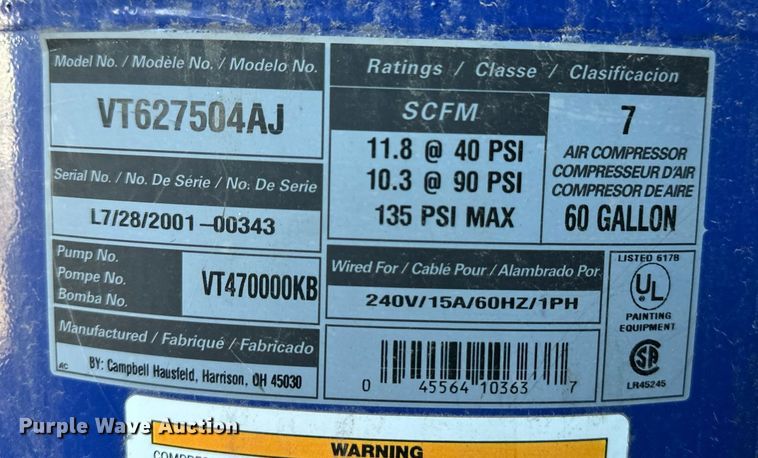 Model No. / Modèle No. / Modelo No.
VT627504AJ
Serial No. / No. De Série / No: De Serie
L7/28/2001-00343
Pump No.
Pompe No.
Bomba No.
VT470000KB
Manufactured / Fabriqué / Fabricado
AC
BY: Campbell Hausfeld, Harrison, OH 45030
Ratings / Classe / Clasificacion
SCFM
11.8 @ 40 PSI
10.3 @ 90 PSI
135 PSI MAX
7
AIR COMPRESSOR
COMPRESSEUR D'AIR
COMPRESOR DE AIRE
60 GALLON
Wired For / Cablé Pour / Alambrado Por
240V/15A/60HZ/1PH
0 45564 10363 7
LISTED 617B
UL
PAINTING
EQUIPMENT
SA
LR45245
WARNING
Purple Wave Auction